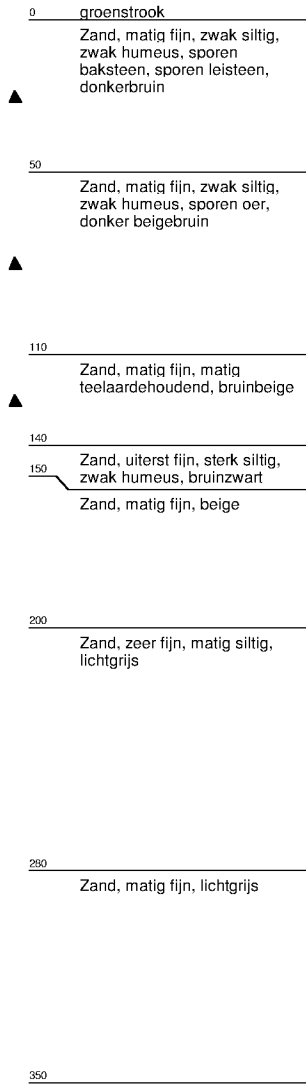 0 groenstrook
Zand, matig fijn, zwak siltig,
zwak humeus, sporen
baksteen, sporen leisteen,
donkerbruin
50
Zand, matig fijn, zwak siltig,
zwak humeus, sporen oer,
donker beigebruin
110
Zand, matig fijn, matig
teelaardehoudend, bruinbeige
140
Zand, uiterst fijn, sterk siltig,
150 zwak humeus, bruinzwart
Zand, matig fijn, beige
200
Zand, zeer fijn, matig siltig,
lichtgrijs
280
Zand, matig fijn, lichtgrijs
350